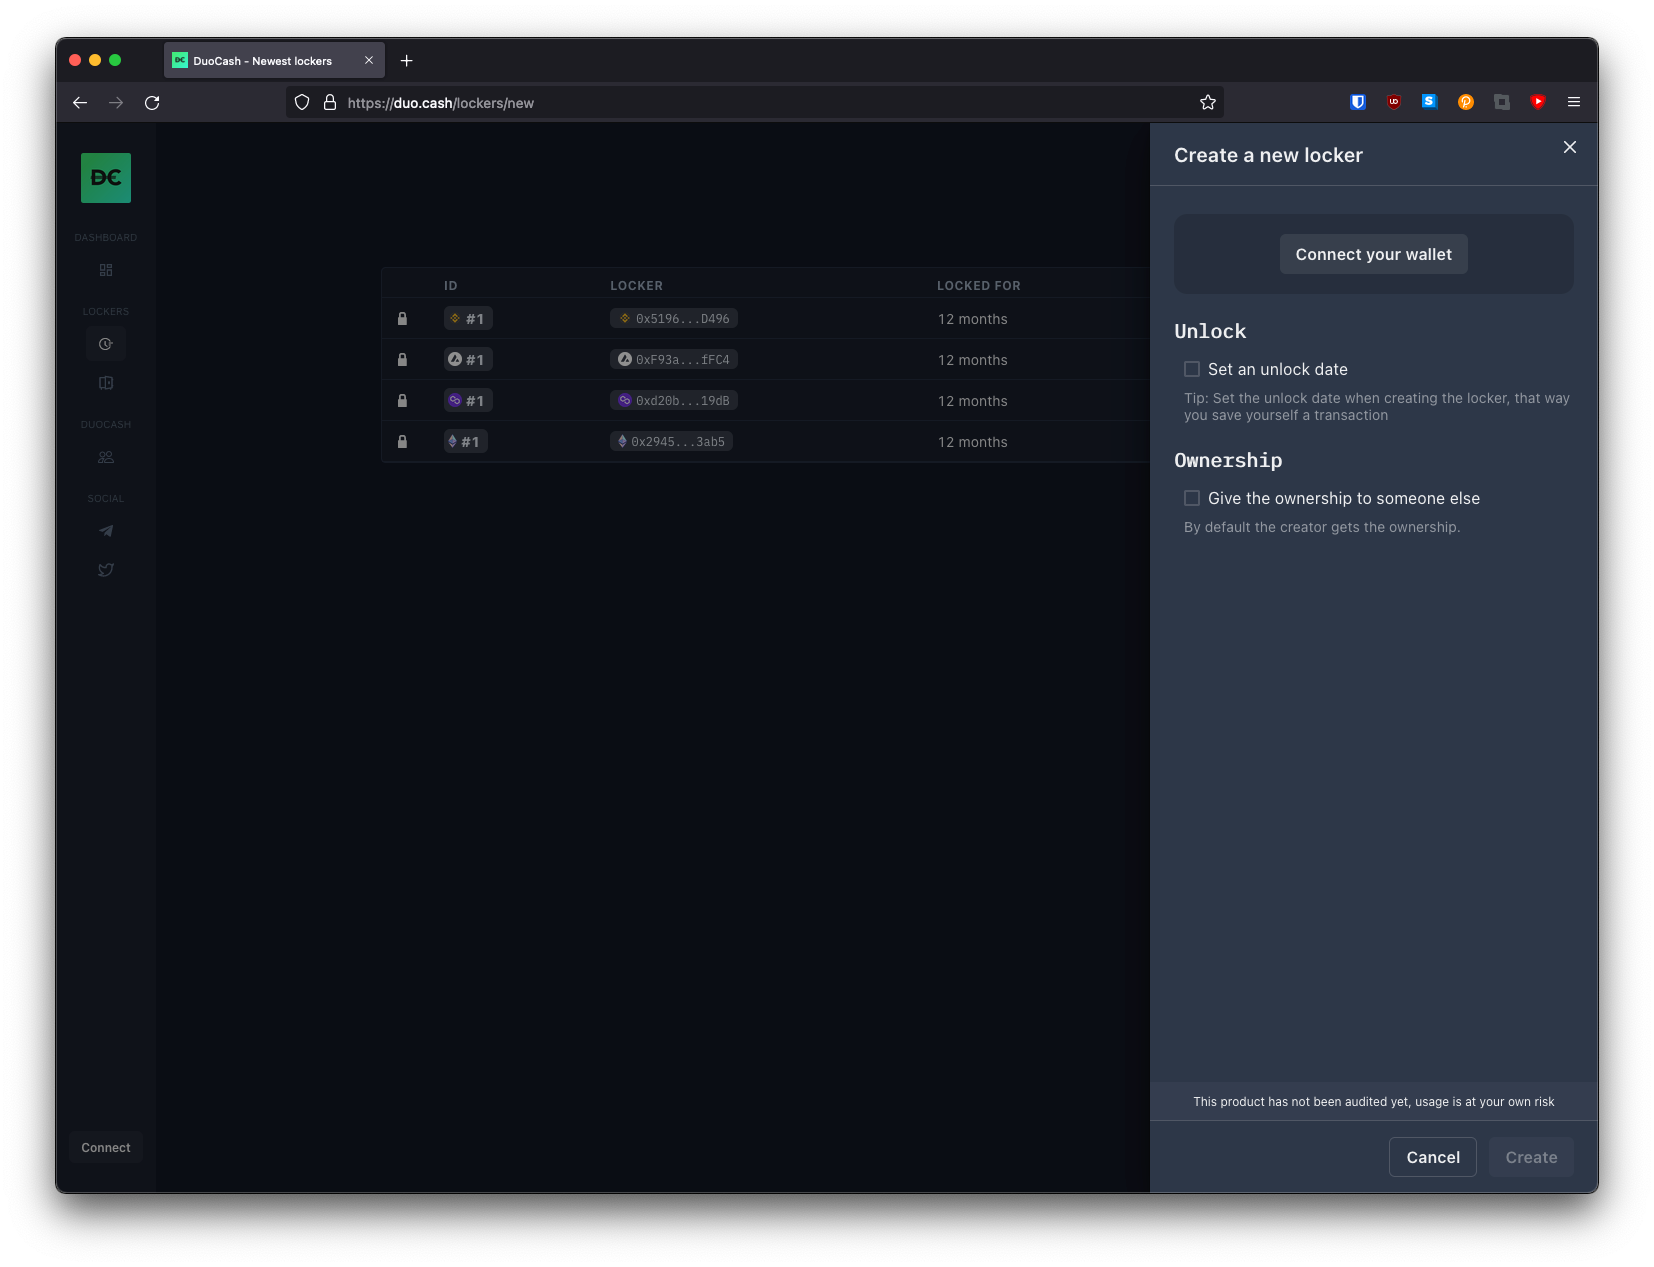 DC DuoCash - Newest lockers
https://duo.cash/lockers/new
DC
DASHBOARD
LOCKERS
DUOCASH
SOCIAL
Connect
ID LOCKER LOCKED FOR
#1 0x5196...D496 12 months
#1 0xF93a...fFC4 12 months
#1 0xd20b...19dB 12 months
#1 0x2945...3ab5 12 months
Create a new locker
Connect your wallet
Unlock
Set an unlock date
Tip: Set the unlock date when creating the locker, that way
you save yourself a transaction
Ownership
Give the ownership to someone else
By default the creator gets the ownership.
This product has not been audited yet, usage is at your own risk
Cancel Create